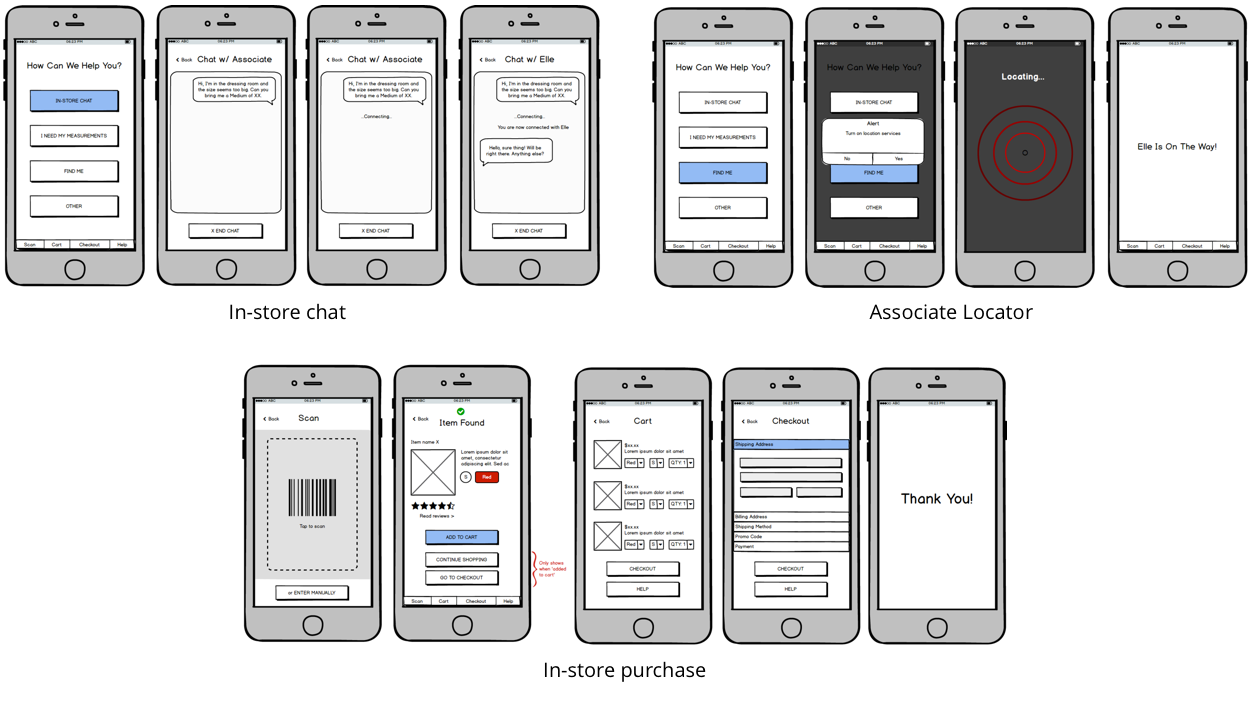 ●●●○○ ABC 06:23 PM
How Can We Help You?
IN-STORE CHAT
I NEED MY MEASUREMENTS
FIND ME
OTHER
Scan Cart Checkout Help
●●●○○ ABC 06:23 PM
< Back Chat w/ Associate
Hi, I'm in the dressing room and
the size seems too big. Can you
bring me a Medium of XX.
X END CHAT
●●●○○ ABC 06:23 PM
< Back Chat w/ Associate
Hi, I'm in the dressing room and
the size seems too big. Can you
bring me a Medium of XX.
...Connecting..
X END CHAT
●●●○○ ABC 06:23 PM
< Back Chat w/ Elle
Hi, I'm in the dressing room and
the size seems too big. Can you
bring me a Medium of XX.
...Connecting..
You are now connected with Elle
Hello, sure thing! Will be
right there. Anything else?
X END CHAT
In-store chat
●●●○○ ABC 06:23 PM
How Can We Help You?
IN-STORE CHAT
I NEED MY MEASUREMENTS
FIND ME
OTHER
Scan Cart Checkout Help
●●●○○ ABC 06:23 PM
How Can We Help You?
IN-STORE CHAT
Alert
Turn on location services
No Yes
FIND ME
OTHER
Scan Cart Checkout Help
●●●○○ ABC 06:23 PM
Locating...
●●●○○ ABC 06:23 PM
Elle Is On The Way!
Scan Cart Checkout Help
Associate Locator
●●●○○ ABC 06:23 PM
< Back Scan
Tap to scan
or ENTER MANUALLY
●●●○○ ABC 06:23 PM
< Back
Item Found
Item name X
Lorem ipsum dolor sit
amet, consectetur
adipiscing elit. Sed ac
S Red
Read reviews >
ADD TO CART
CONTINUE SHOPPING
GO TO CHECKOUT
Scan Cart Checkout Help
Only shows
when "added
to cart"
●●●○○ ABC 06:23 PM
< Back Cart
$xx.xx
Lorem ipsum dolor sit amet
Red S QTY: 1
$xx.xx
Lorem ipsum dolor sit amet
Red S QTY: 1
$xx.xx
Lorem ipsum dolor sit amet
Red S QTY: 1
CHECKOUT
HELP
●●●○○ ABC 06:23 PM
< Back Checkout
Shipping Address
Billing Address
Shipping Method
Promo Code
Payment
CHECKOUT
HELP
●●●○○ ABC 06:23 PM
Thank You!
In-store purchase